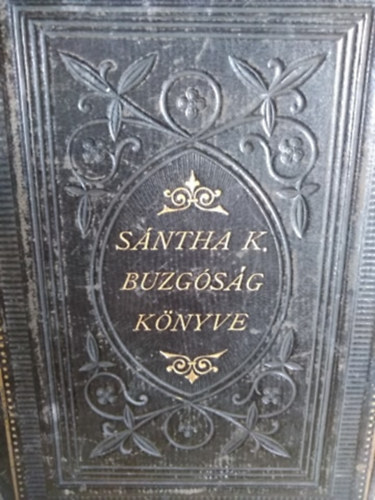 SÁNTHA K.
BUZGÓSÁG
KÖNYVE